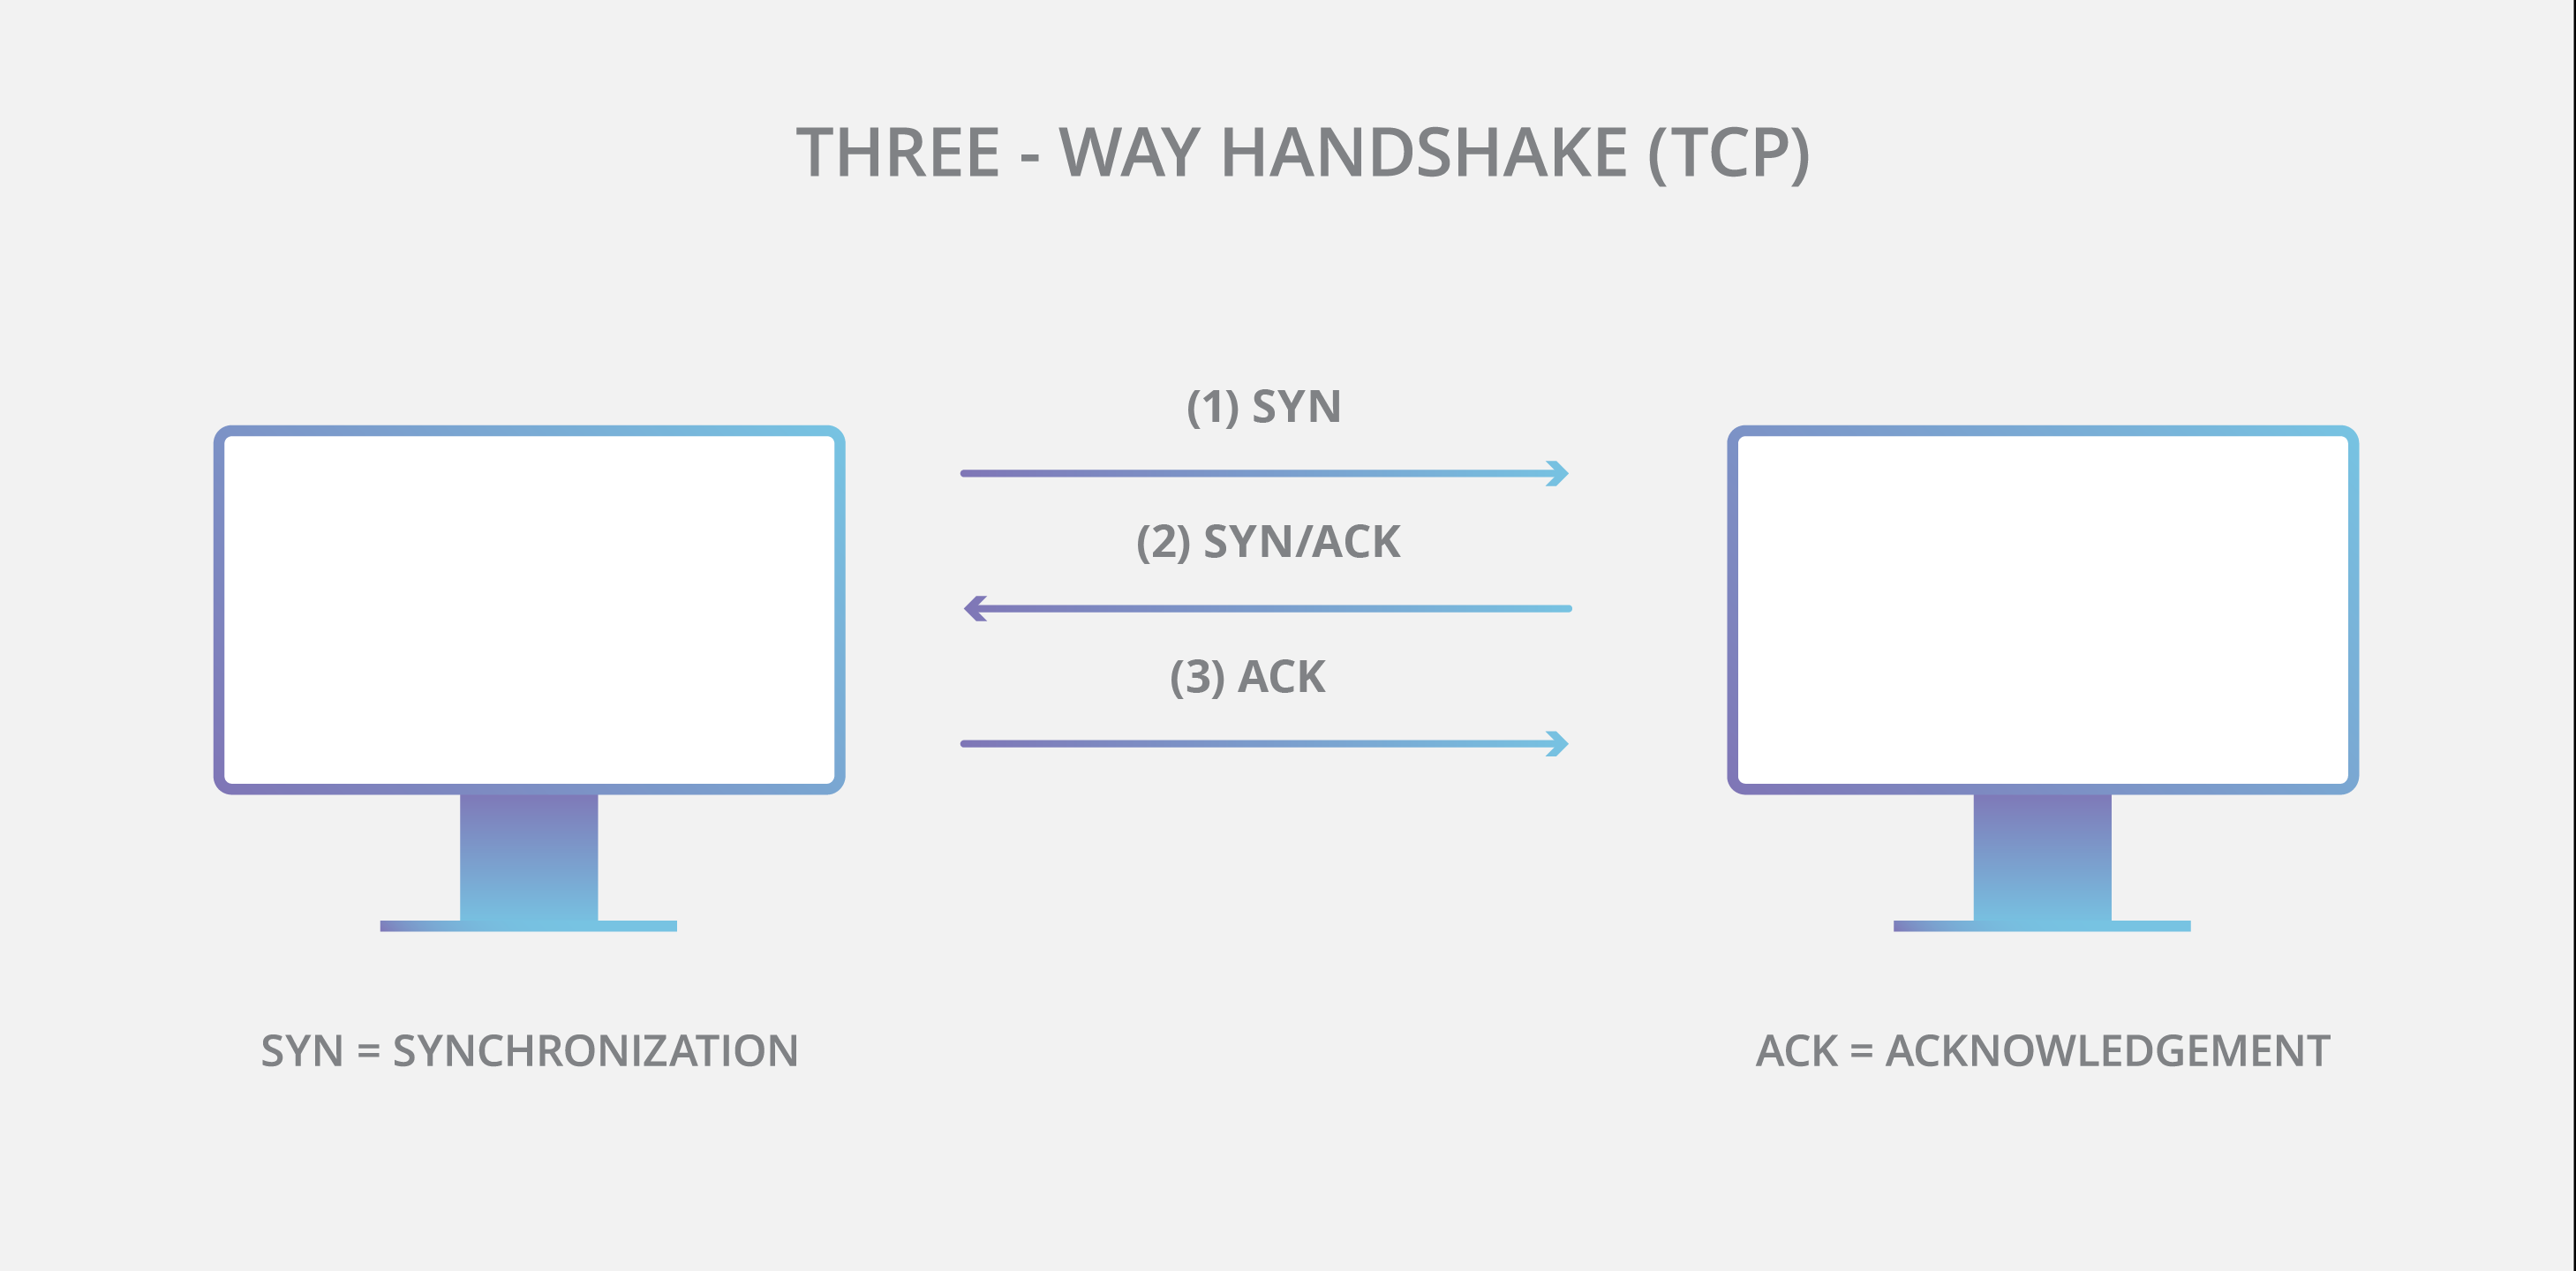 THREE - WAY HANDSHAKE (TCP)
(1) SYN
(2) SYN/ACK
(3) ACK
SYN = SYNCHRONIZATION
ACK = ACKNOWLEDGEMENT